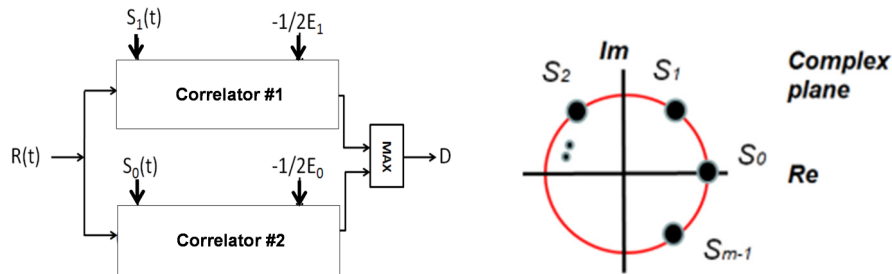 S₁(t)
-1/2E₁
Correlator #1
R(t)
MAX
D
S₀(t)
-1/2E₀
Correlator #2
Im
Complex
plane
S₂
S₁
S₀
Re
Sₘ₋₁